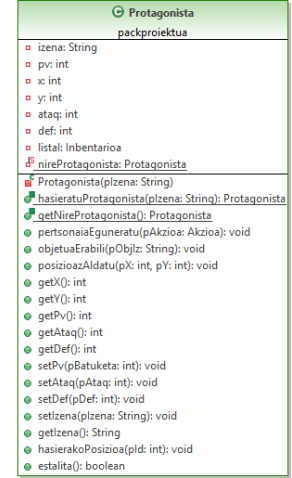 Protagonista
packproiektua
izena: String
pv: int
x: int
y: int
ataq: int
def: int
listaI: Inbentarioa
nireProtagonista: Protagonista
Protagonista(pIzena: String)
hasieratuProtagonista(pIzena: String): Protagonista
getNireProtagonista(): Protagonista
pertsonaiaEguneratu(pAkzioa: Akzioa): void
objetuaErabili(pObjIz: String): void
posizioazAldatu(pX: int, pY: int): void
getX(): int
getY(): int
getPv(): int
getAtaq(): int
getDef(): int
setPv(pBatuketa: int): void
setAtaq(pAtaq: int): void
setDef(pDef: int): void
setIzena(pIzena: String): void
getIzena(): String
hasierakoPosizioa(pId: int): void
estalita(): boolean